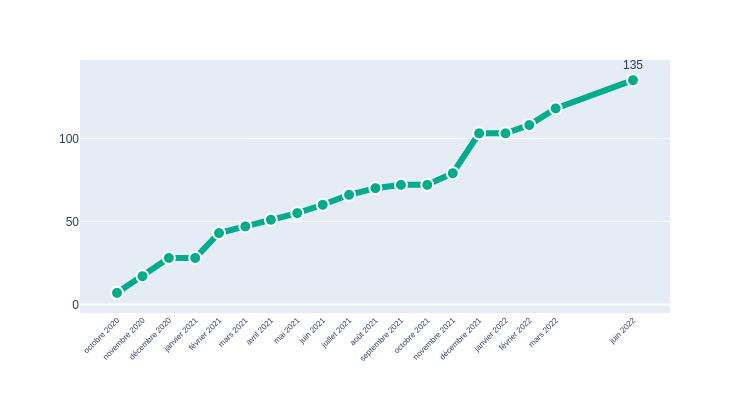 135
100
50
0
octobre 2020
novembre 2020
décembre 2020
janvier 2021
février 2021
mars 2021
avril 2021
mai 2021
juin 2021
juillet 2021
août 2021
septembre 2021
octobre 2021
novembre 2021
décembre 2021
janvier 2022
février 2022
mars 2022
juin 2022